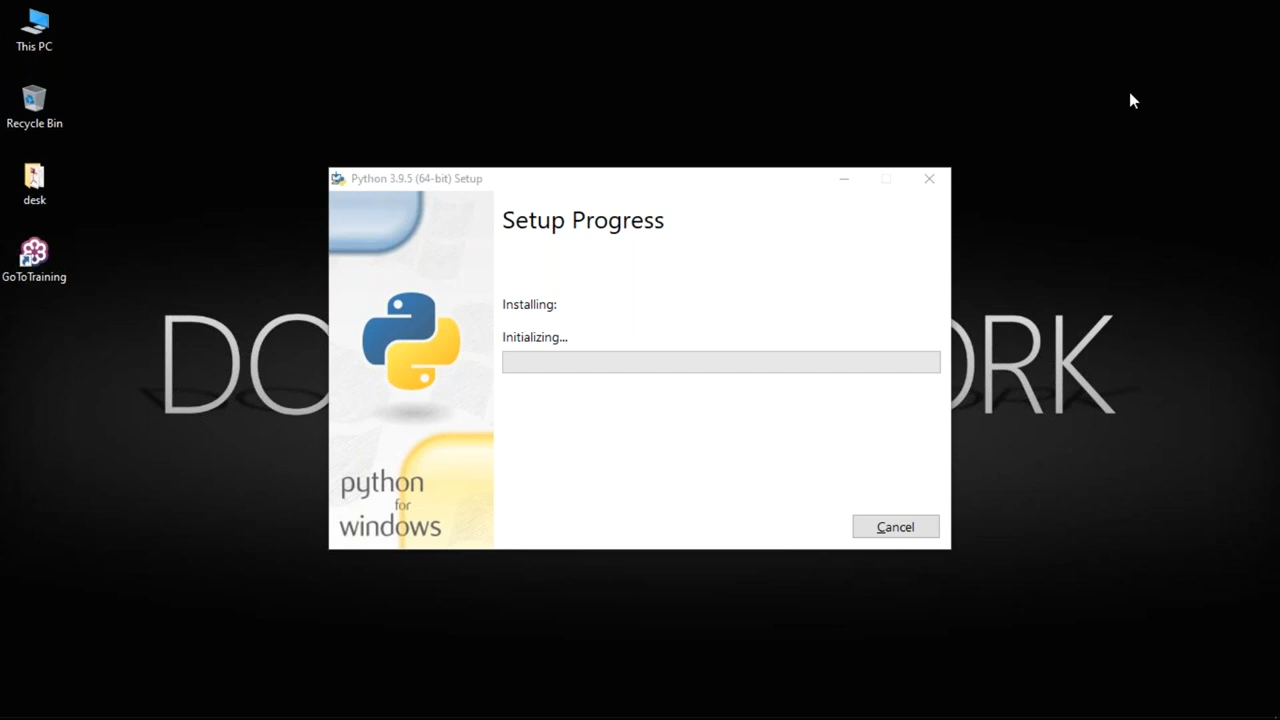 This PC
Recycle Bin
desk
GoToTraining
Python 3.9.5 (64-bit) Setup
Setup Progress
Installing:
Initializing...
DO
ORK
python
for
windows
Cancel